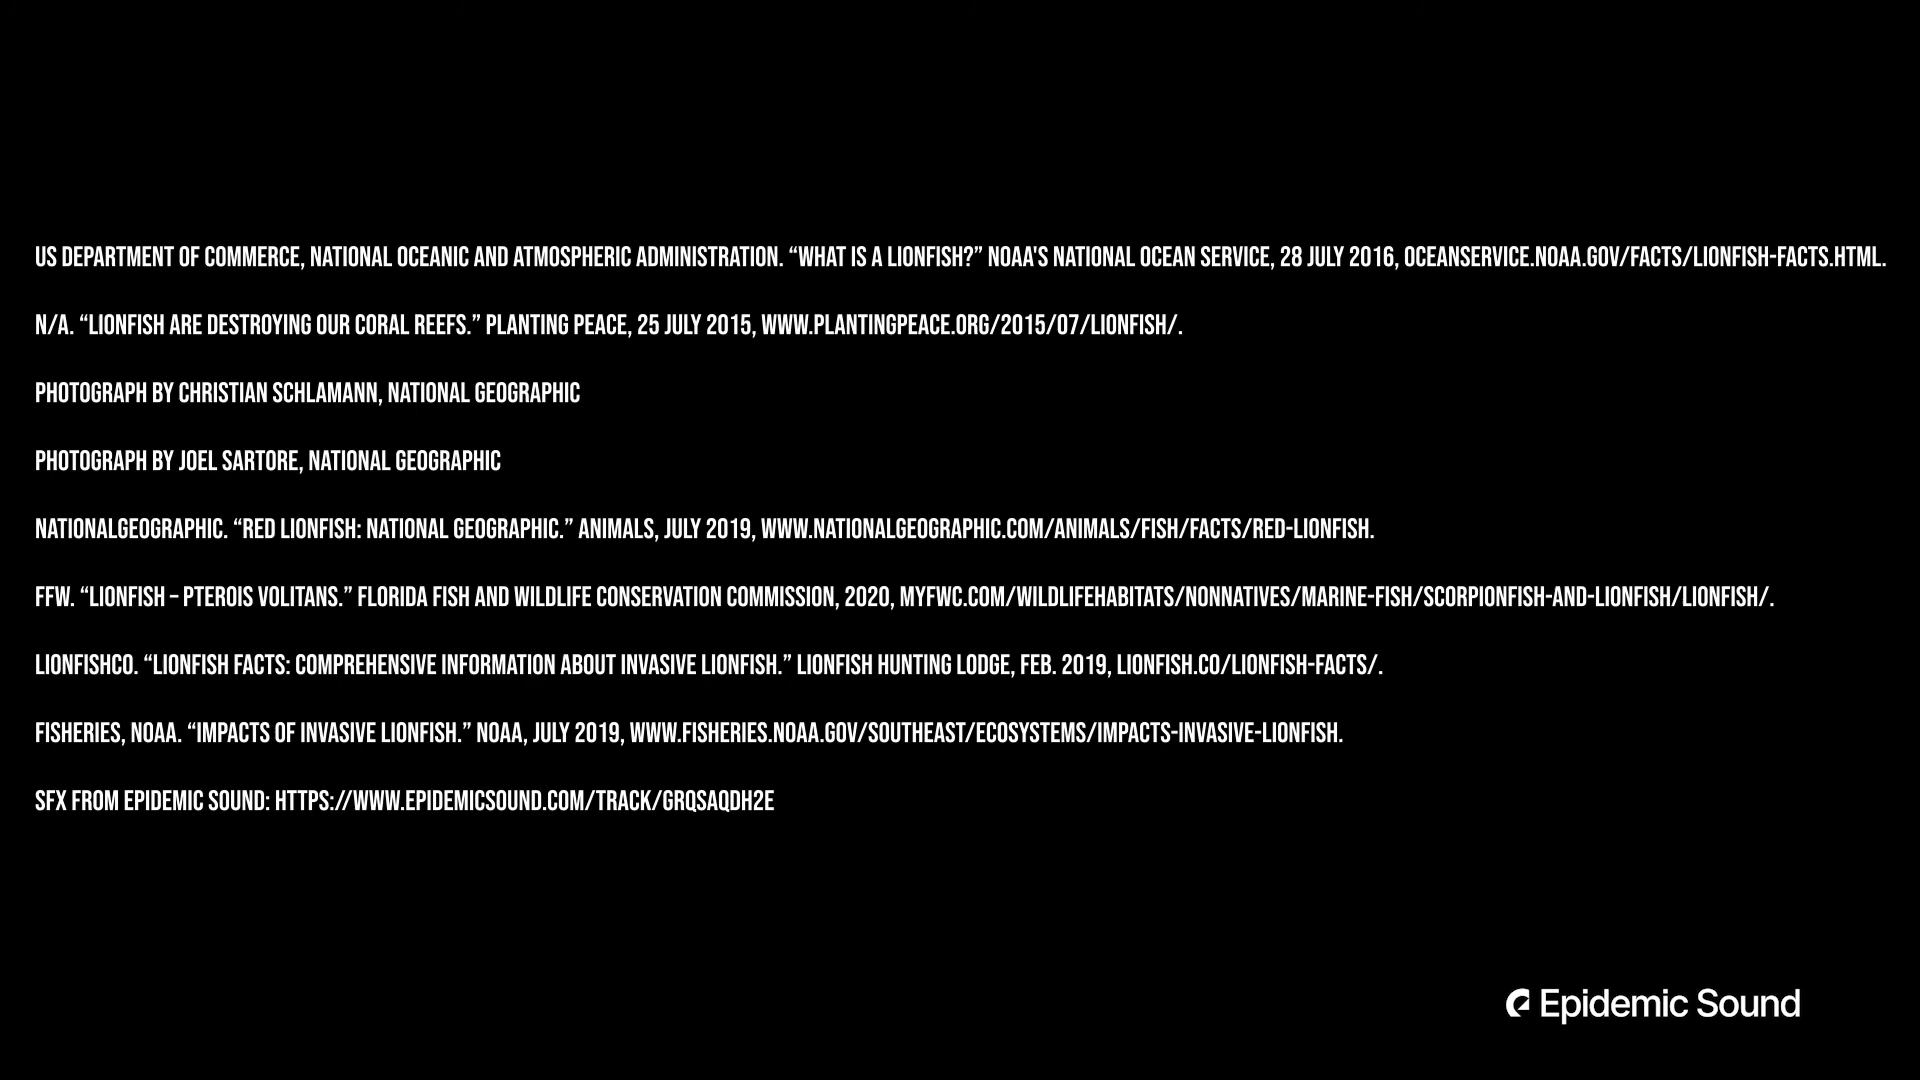 US DEPARTMENT OF COMMERCE, NATIONAL OCEANIC AND ATMOSPHERIC ADMINISTRATION. “WHAT IS A LIONFISH?” NOAA'S NATIONAL OCEAN SERVICE, 28 JULY 2016, OCEANSERVICE.NOAA.GOV/FACTS/LIONFISH-FACTS.HTML.
N/A. “LIONFISH ARE DESTROYING OUR CORAL REEFS.” PLANTING PEACE, 25 JULY 2015, WWW.PLANTINGPEACE.ORG/2015/07/LIONFISH/.
PHOTOGRAPH BY CHRISTIAN SCHLAMANN, NATIONAL GEOGRAPHIC
PHOTOGRAPH BY JOEL SARTORE, NATIONAL GEOGRAPHIC
NATIONALGEOGRAPHIC. “RED LIONFISH: NATIONAL GEOGRAPHIC.” ANIMALS, JULY 2019, WWW.NATIONALGEOGRAPHIC.COM/ANIMALS/FISH/FACTS/RED-LIONFISH.
FFW. “LIONFISH – PTEROIS VOLITANS.” FLORIDA FISH AND WILDLIFE CONSERVATION COMMISSION, 2020, MYFWC.COM/WILDLIFEHABITATS/NONNATIVES/MARINE-FISH/SCORPIONFISH-AND-LIONFISH/LIONFISH/.
LIONFISHCO. “LIONFISH FACTS: COMPREHENSIVE INFORMATION ABOUT INVASIVE LIONFISH.” LIONFISH HUNTING LODGE, FEB. 2019, LIONFISH.CO/LIONFISH-FACTS/.
FISHERIES, NOAA. “IMPACTS OF INVASIVE LIONFISH.” NOAA, JULY 2019, WWW.FISHERIES.NOAA.GOV/SOUTHEAST/ECOSYSTEMS/IMPACTS-INVASIVE-LIONFISH.
SFX FROM EPIDEMIC SOUND: HTTPS://WWW.EPIDEMICSOUND.COM/TRACK/GRQSAQDH2E
Epidemic Sound